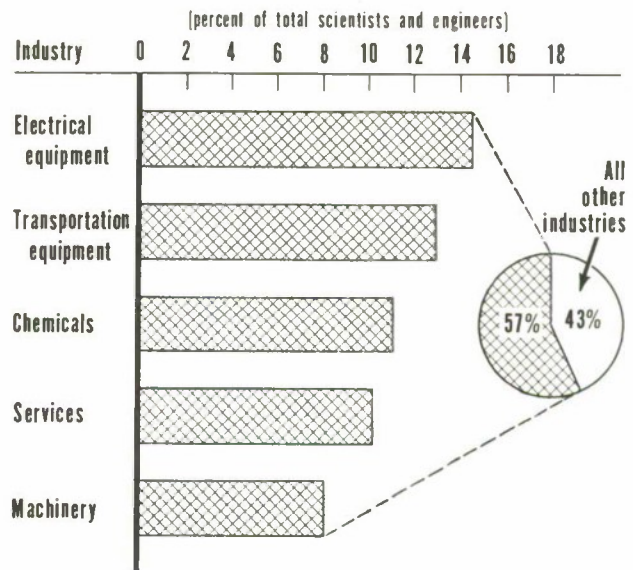 (percent of total scientists and engineers)
Industry 0 2 4 6 8 10 12 14 16 18
Electrical
equipment
Transportation
equipment
Chemicals
Services
Machinery
All
other
industries
57% 43%